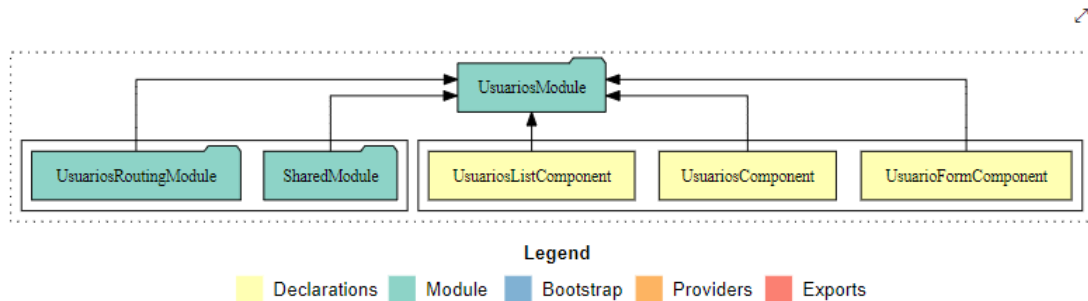 UsuariosModule
UsuariosRoutingModule
SharedModule
UsuariosListComponent
UsuariosComponent
UsuarioFormComponent
Legend
Declarations Module Bootstrap Providers Exports